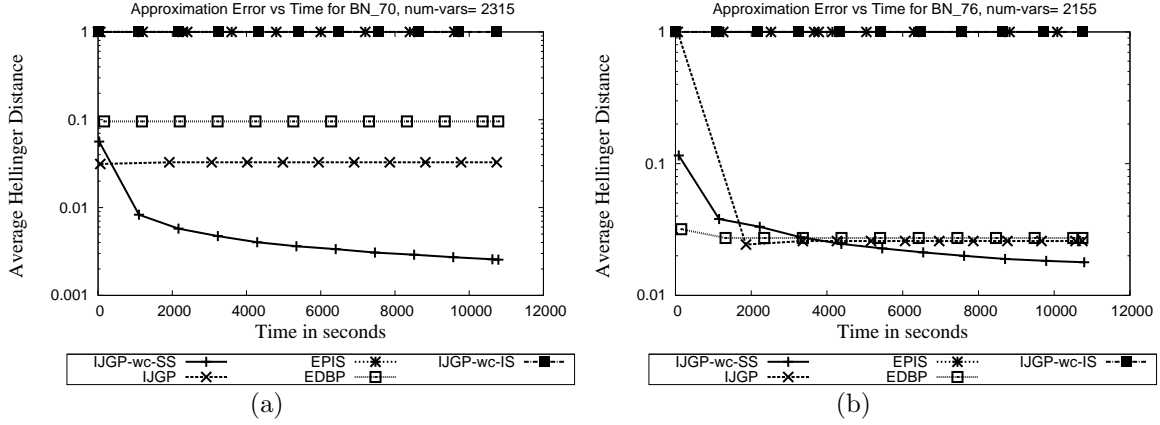 Approximation Error vs Time for BN_70, num-vars= 2315
Average Hellinger Distance
1
0.1
0.01
0.001
0 2000 4000 6000 8000 10000 12000
Time in seconds
IJGP-wc-SS EPIS IJGP-wc-IS
IJGP EDBP
(a)
Approximation Error vs Time for BN_76, num-vars= 2155
Average Hellinger Distance
1
0.1
0.01
0 2000 4000 6000 8000 10000 12000
Time in seconds
IJGP-wc-SS EPIS IJGP-wc-IS
IJGP EDBP
(b)